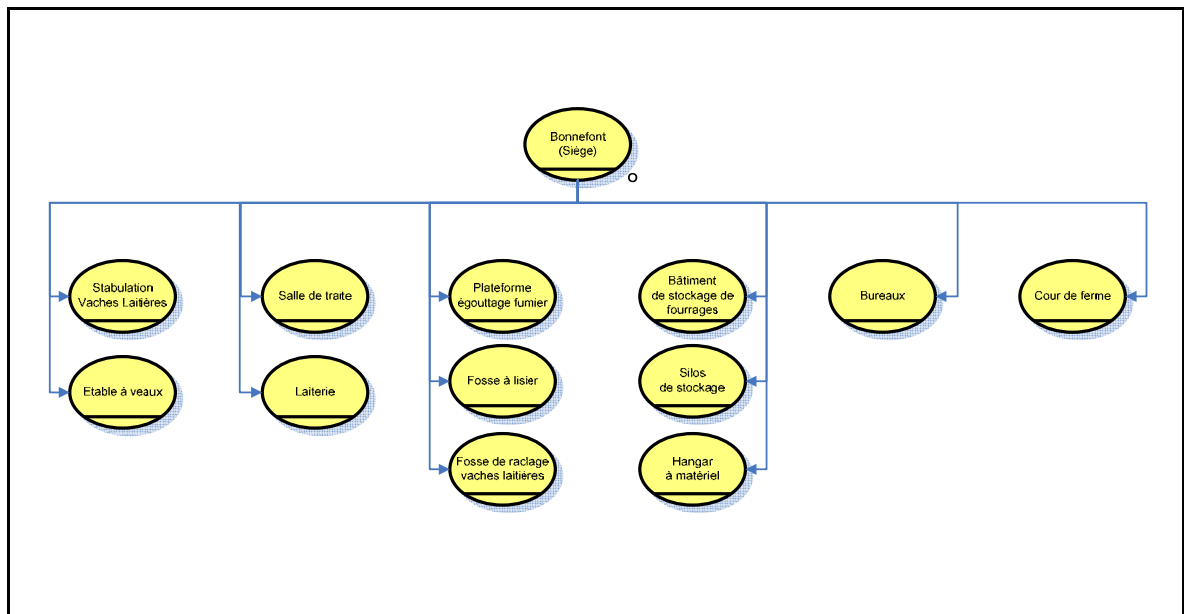 Bonnefont
(Siège)
O
Stabulation
Vaches Laitières
Salle de traite
Plateforme
égouttage fumier
Bâtiment
de stockage de
fourrages
Bureaux
Cour de ferme
Etable à veaux
Laiterie
Fosse à lisier
Silos
de stockage
Fosse de raclage
vaches laitières
Hangar
à matériel